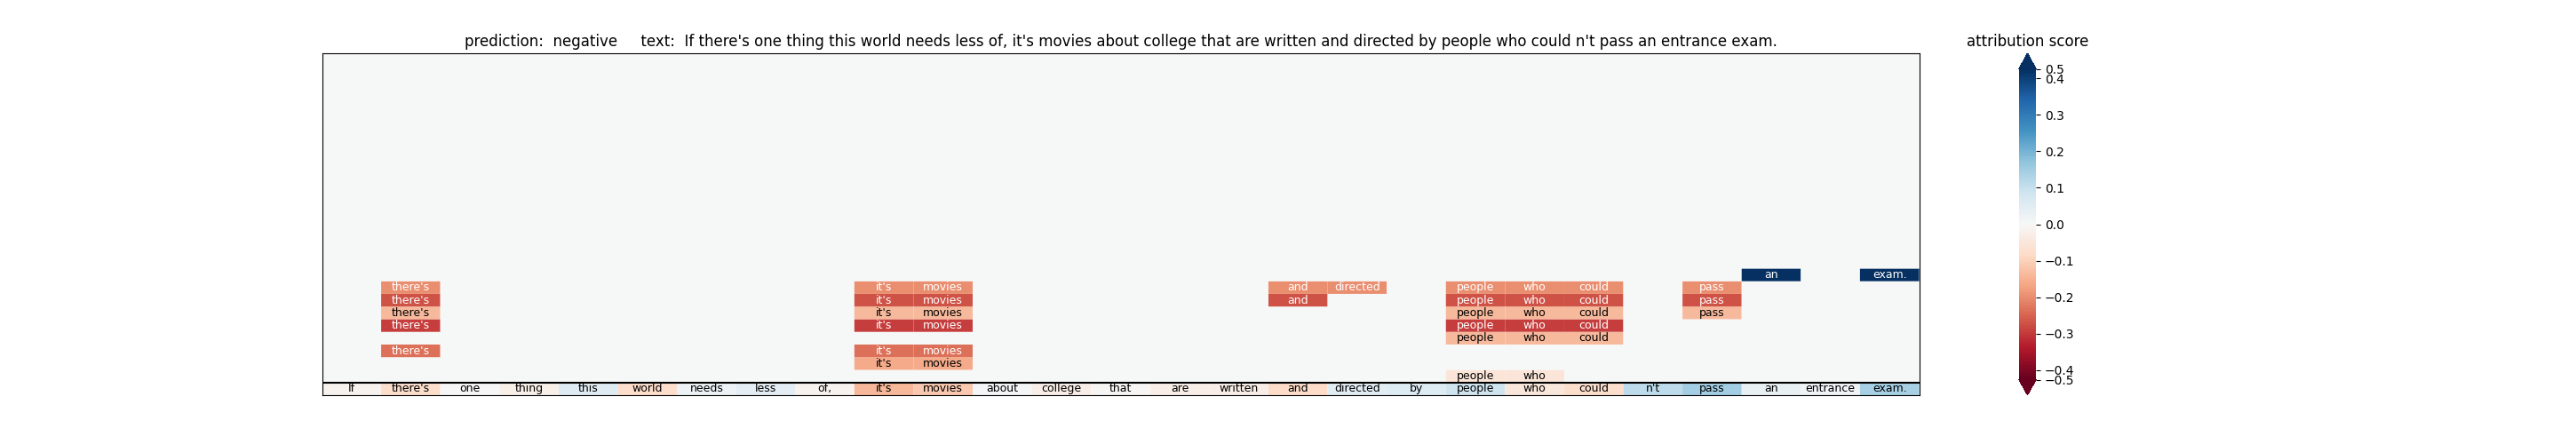 prediction:  negative     text:  If there's one thing this world needs less of, it's movies about college that are written and directed by people who could n't pass an entrance exam.
attribution score
0.5
0.4
0.3
0.2
0.1
0.0
−0.1
−0.2
−0.3
−0.4
−0.5
an exam.
there's it's movies and directed people who could pass
there's it's movies and people who could pass
there's it's movies people who could pass
there's it's movies people who could
people who could
there's it's movies
it's movies
people who
If there's one thing this world needs less of, it's movies about college that are written and directed by people who could n't pass an entrance exam.